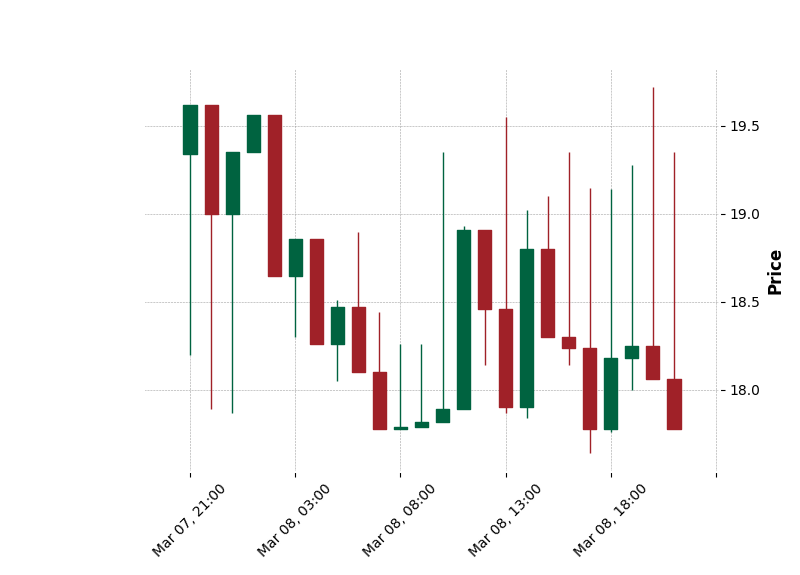 19.5
19.0
18.5
18.0
Price
Mar 07, 21:00
Mar 08, 03:00
Mar 08, 08:00
Mar 08, 13:00
Mar 08, 18:00